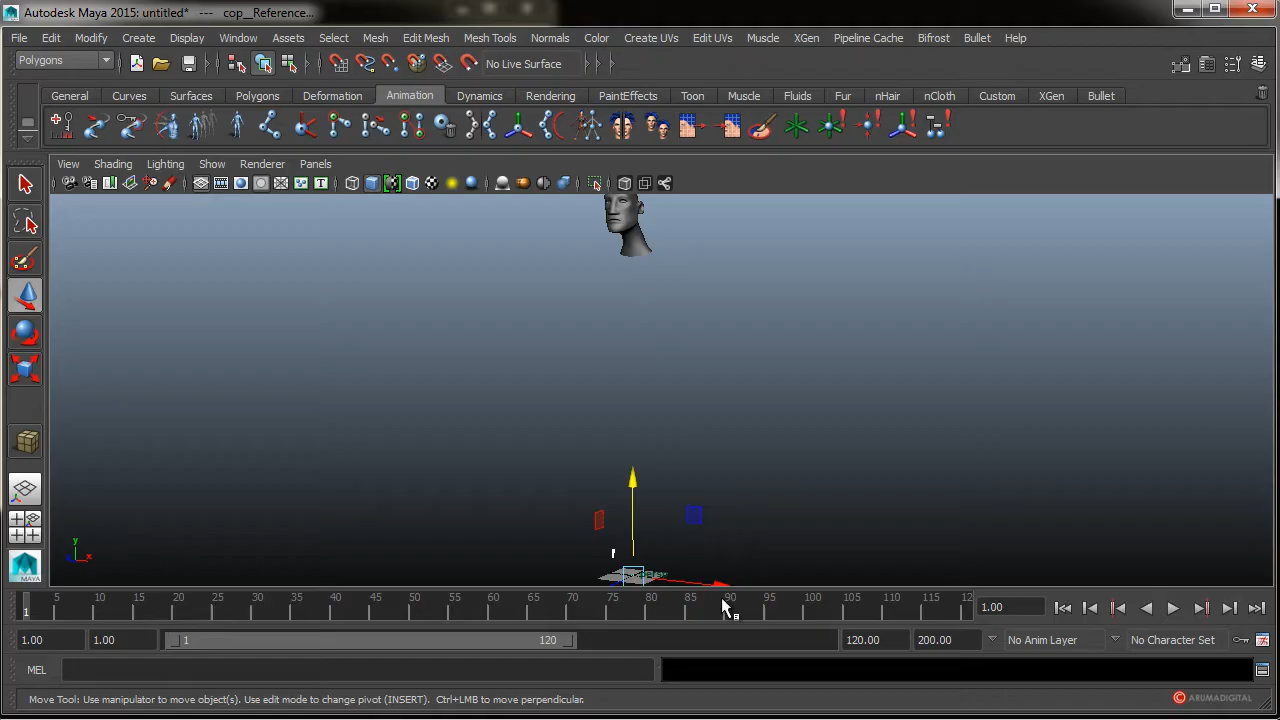 Autodesk Maya 2015: untitled*   ---   cop__Reference...
File Edit Modify Create Display Window Assets Select Mesh Edit Mesh Mesh Tools Normals Color Create UVs Edit UVs Muscle XGen Pipeline Cache Bifrost Bullet Help
Polygons No Live Surface
General Curves Surfaces Polygons Deformation Animation Dynamics Rendering PaintEffects Toon Muscle Fluids Fur nHair nCloth Custom XGen Bullet
View Shading Lighting Show Renderer Panels
y
x
5 10 15 20 25 30 35 40 45 50 55 60 65 70 75 80 85 90 95 100 105 110 115 12
1 1.00
1.00 1.00 1 120 120.00 200.00 No Anim Layer No Character Set
MEL
Move Tool: Use manipulator to move object(s). Use edit mode to change pivot (INSERT). Ctrl+LMB to move perpendicular.
© ARUMADIGITAL
MAYA